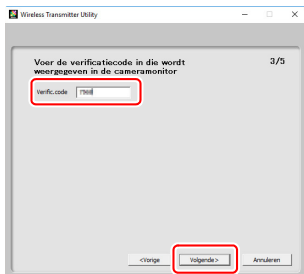 Wireless Transmitter Utility
Voer de verificatiecode in die wordt
weergegeven in de cameramonitor
3/5
Verific.code
<Vorige
Volgende>
Annuleren